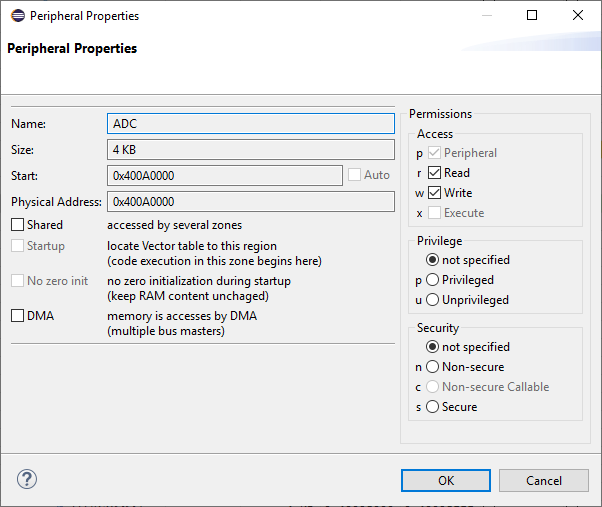 Peripheral Properties
Peripheral Properties
Name: ADC
Size: 4 KB
Start: 0x400A0000 Auto
Physical Address: 0x400A0000
Shared accessed by several zones
Startup locate Vector table to this region
(code execution in this zone begins here)
No zero init no zero initialization during startup
(keep RAM content unchaged)
DMA memory is accesses by DMA
(multiple bus masters)
Permissions
Access
p Peripheral
r Read
w Write
x Execute
Privilege
not specified
p Privileged
u Unprivileged
Security
not specified
n Non-secure
c Non-secure Callable
s Secure
?
OK Cancel